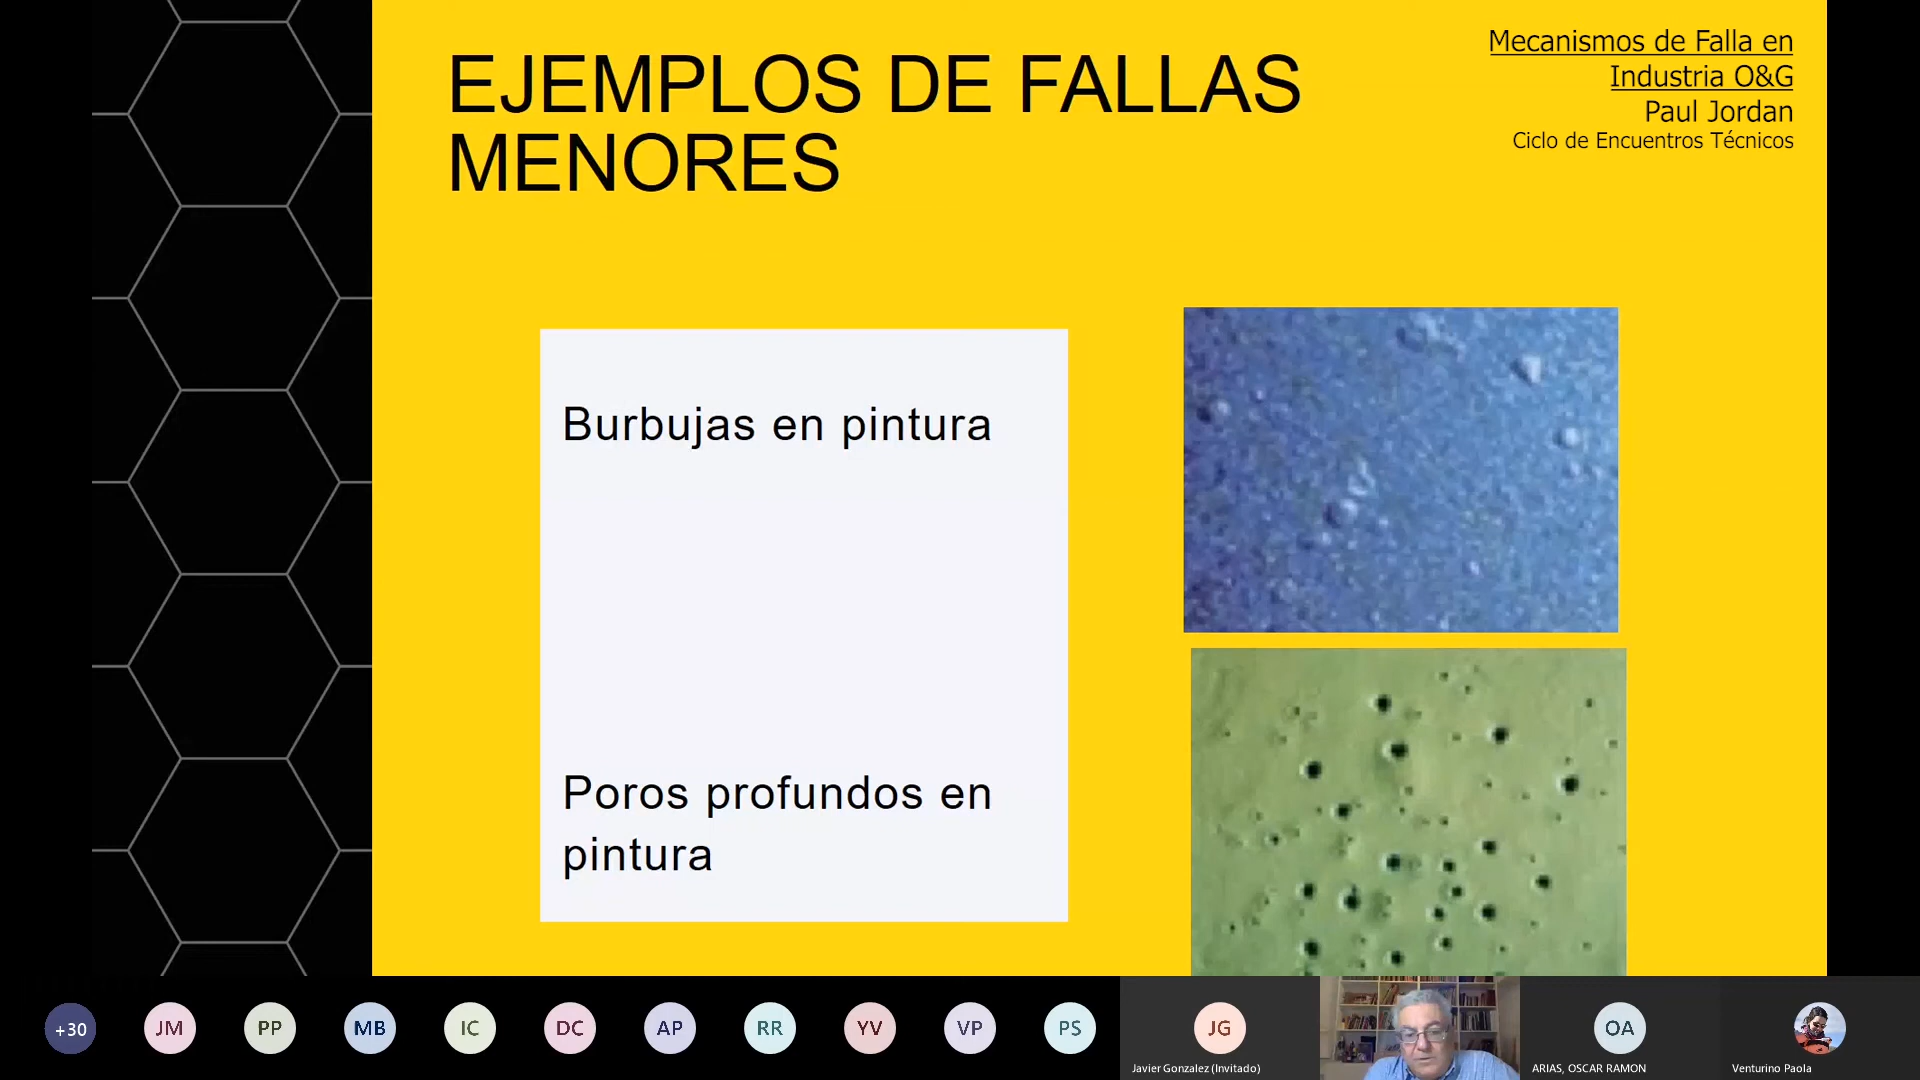 EJEMPLOS DE FALLAS
MENORES
Mecanismos de Falla en
Industria O&G
Paul Jordan
Ciclo de Encuentros Técnicos
Burbujas en pintura
Poros profundos en
pintura
+30
JM
PP
MB
IC
DC
AP
RR
YV
VP
PS
JG
Javier Gonzalez (Invitado)
OA
ARIAS, OSCAR RAMON
Venturino Paola